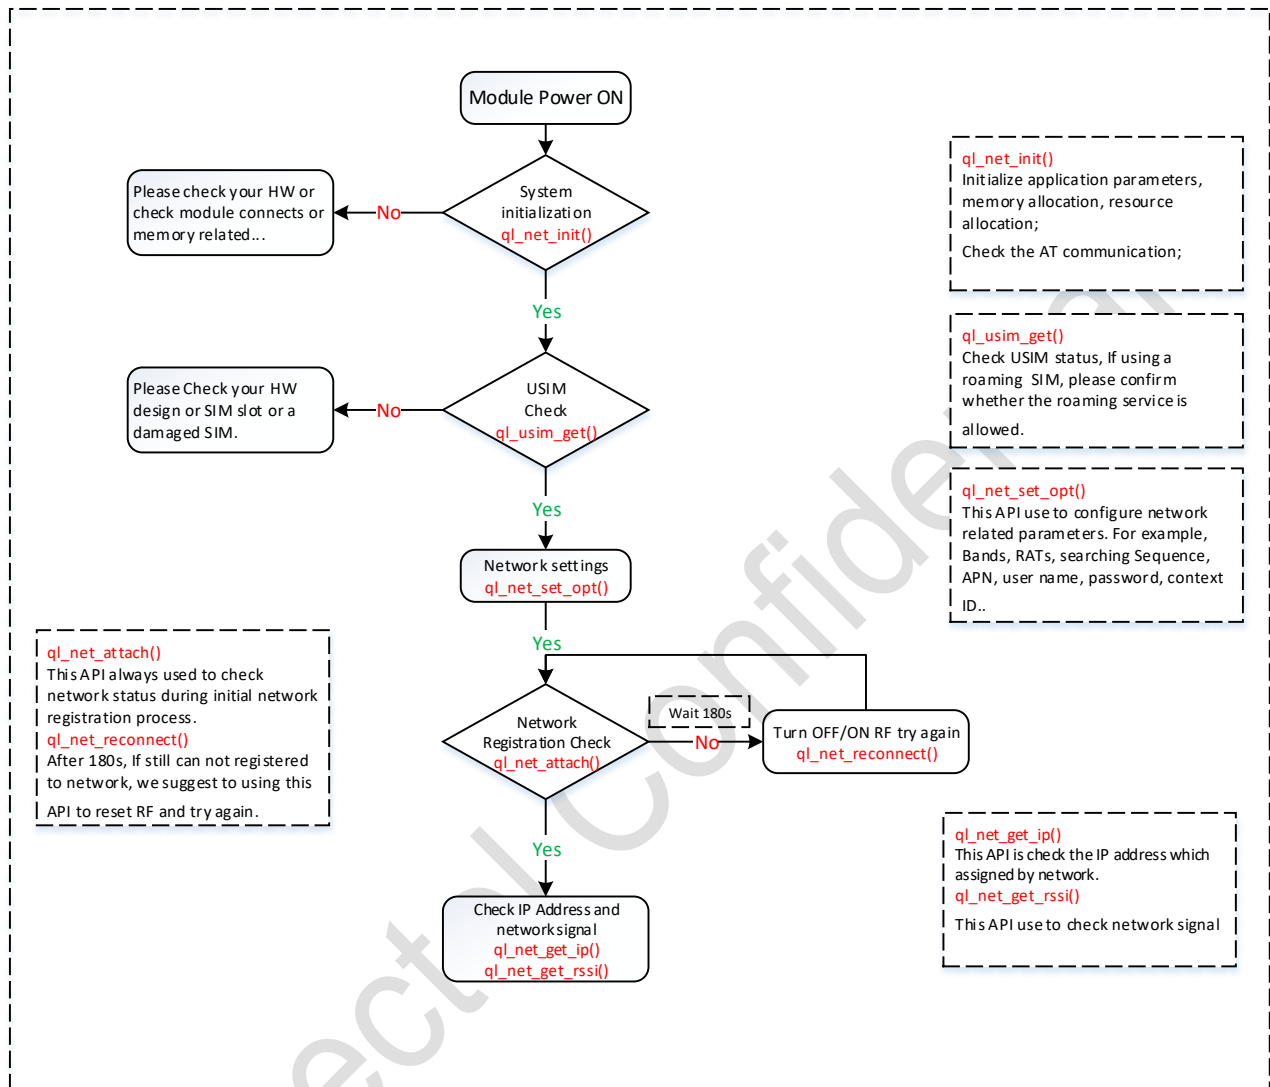 Module Power ON
System
initialization
ql_net_init()
No
Please check your HW or
check module connects or
memory related...
Yes
USIM
Check
ql_usim_get()
No
Please Check your HW
design or SIM slot or a
damaged SIM.
Yes
Network settings
ql_net_set_opt()
Yes
Network
Registration Check
ql_net_attach()
Wait 180s
No
Turn OFF/ON RF try again
ql_net_reconnect()
Yes
Check IP Address and
network signal
ql_net_get_ip()
ql_net_get_rssi()
ql_net_attach()
This API always used to check
network status during initial network
registration process.
ql_net_reconnect()
After 180s, If still can not registered
to network, we suggest to using this
API to reset RF and try again.
ql_net_init()
Initialize application parameters,
memory allocation, resource
allocation;
Check the AT communication;
ql_usim_get()
Check USIM status, If using a
roaming SIM, please confirm
whether the roaming service is
allowed.
ql_net_set_opt()
This API use to configure network
related parameters. For example,
Bands, RATs, searching Sequence,
APN, user name, password, context
ID..
ql_net_get_ip()
This API is check the IP address which
assigned by network.
ql_net_get_rssi()
This API use to check network signal